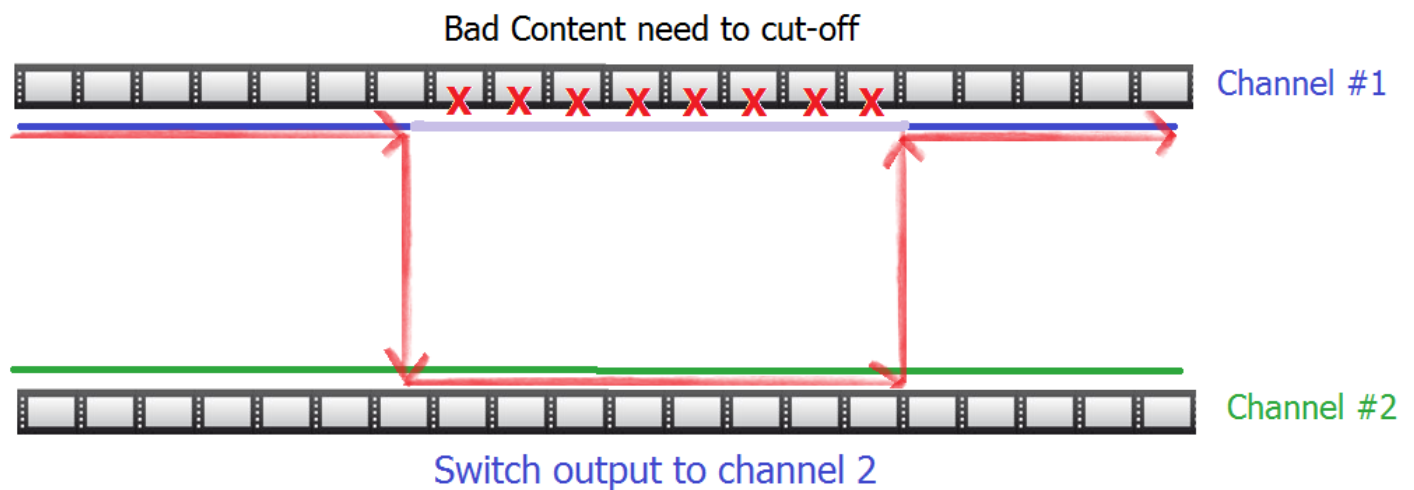 Bad Content need to cut-off
Channel #1
X X X X X X X X
Channel #2
Switch output to channel 2